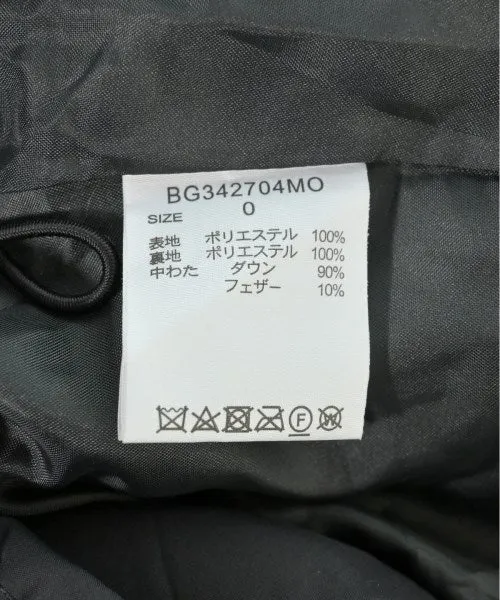 BG342704MO
SIZE 0
表地 ポリエステル 100%
裏地 ポリエステル 100%
中わた ダウン 90%
フェザー 10%
F W